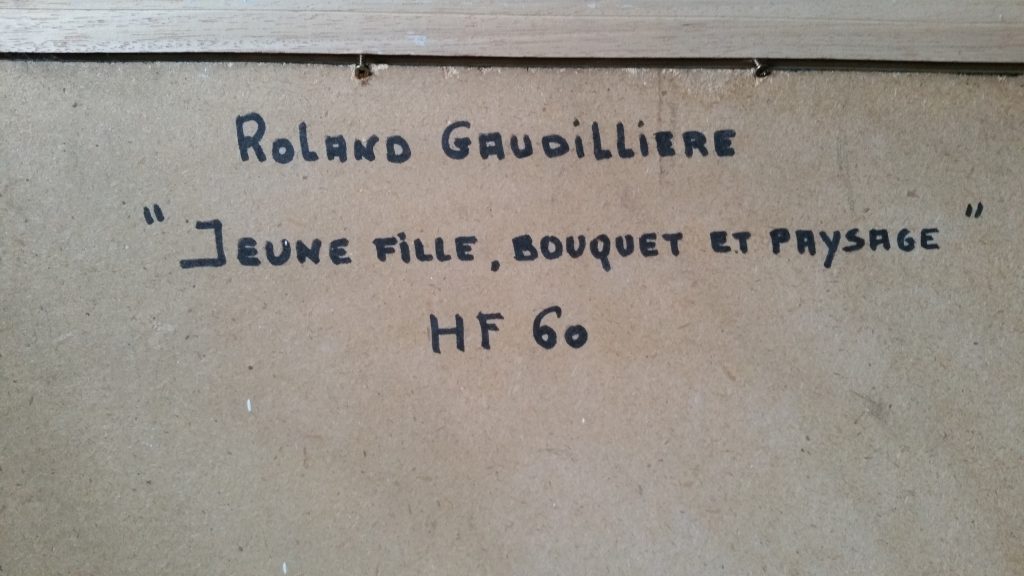 ROLAND GAUDILLIERE
" JEUNE FILLE, BOUQUET ET PAYSAGE "
HF 60